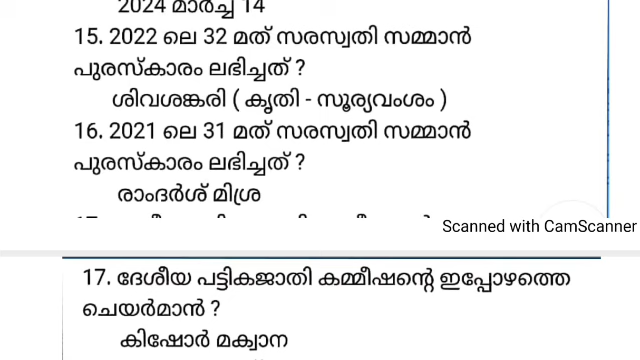 2024 മാർച്ച് 14
15. 2022 ലെ 32 മത് സരസ്വതി സമ്മാൻ
പുരസ്കാരം ലഭിച്ചത് ?
ശിവശങ്കരി ( കൃതി - സൂര്യവംശം )
16. 2021 ലെ 31 മത് സരസ്വതി സമ്മാൻ
പുരസ്കാരം ലഭിച്ചത് ?
രാംദർശ് മിശ്ര
Scanned with CamScanner
17. ദേശീയ പട്ടികജാതി കമ്മീഷന്റെ ഇപ്പോഴത്തെ
ചെയർമാൻ ?
കിഷോർ മക്വാന